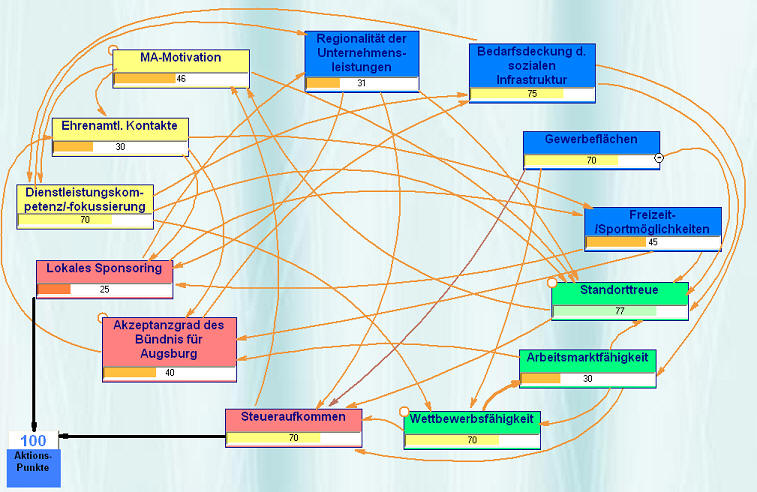 Regionalität der
Unternehmens-
leistungen
31
MA-Motivation
46
Bedarfsdeckung d.
sozialen
Infrastruktur
75
Ehrenamtl. Kontakte
30
Gewerbeflächen
70
Dienstleistungskom-
petenz/-fokussierung
70
Freizeit-
/Sportmöglichkeiten
45
Lokales Sponsoring
25
Standorttreue
77
Akzeptanzgrad des
Bündnis für
Augsburg
40
Arbeitsmarktfähigkeit
30
Steueraufkommen
70
Wettbewerbsfähigkeit
70
100
Aktions-
Punkte